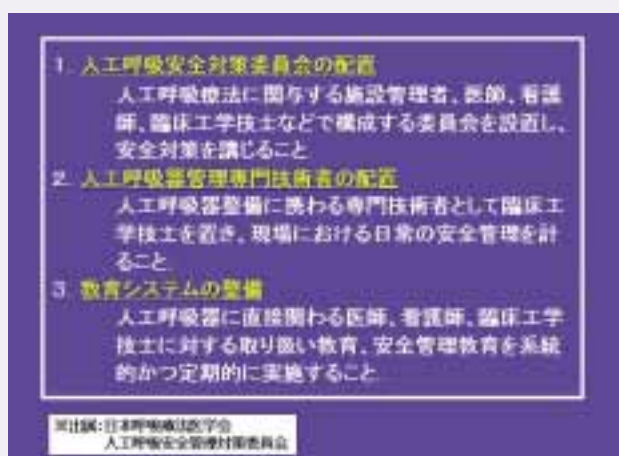 1. 人工呼吸安全対策委員会の配置
人工呼吸療法に関与する施設管理者、医師、看護
師、臨床工学技士などで構成する委員会を設置し、
安全対策を講じること
2. 人工呼吸器管理専門技術者の配置
人工呼吸器整備に携わる専門技術者として臨床工
学技士を置き、現場における日常の安全管理を計
ること
3. 教育システムの整備
人工呼吸器に直接関わる医師、看護師、臨床工学
技士に対する取り扱い教育、安全管理教育を系統
的かつ定期的に実施すること
※出展：日本呼吸療法医学会
人工呼吸安全管理対策委員会